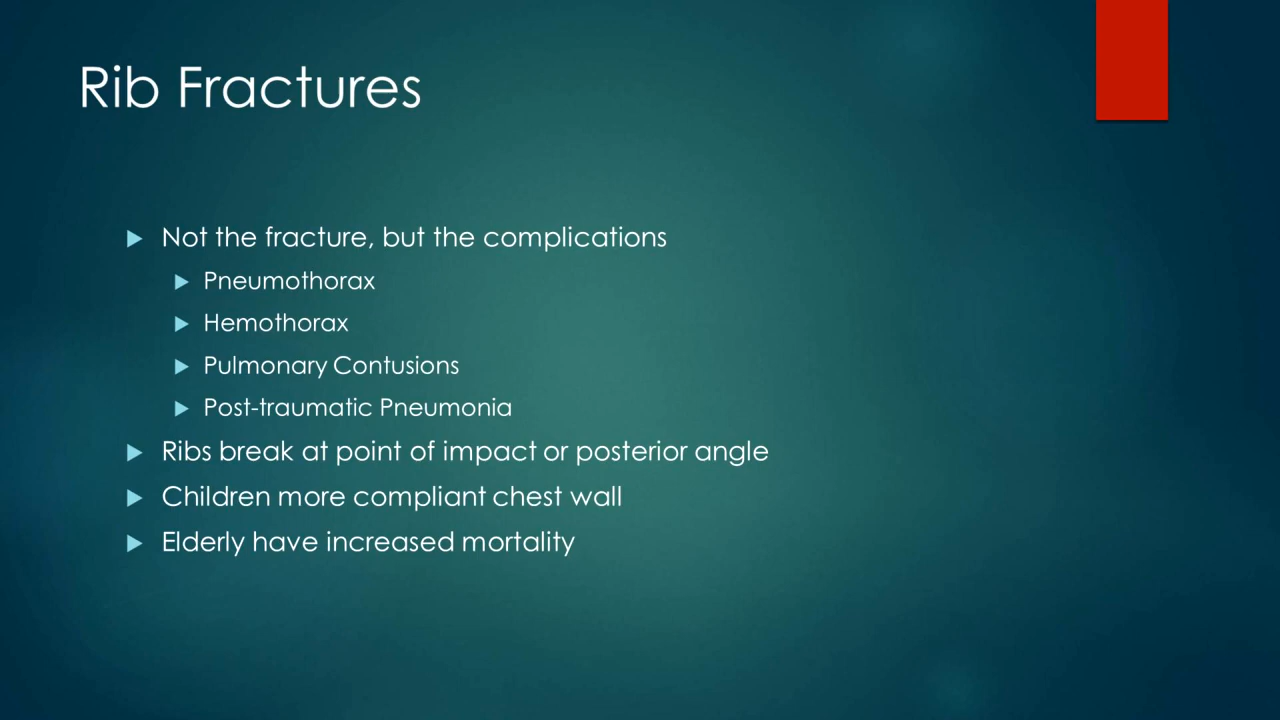 Rib Fractures
Not the fracture, but the complications
Pneumothorax
Hemothorax
Pulmonary Contusions
Post-traumatic Pneumonia
Ribs break at point of impact or posterior angle
Children more compliant chest wall
Elderly have increased mortality